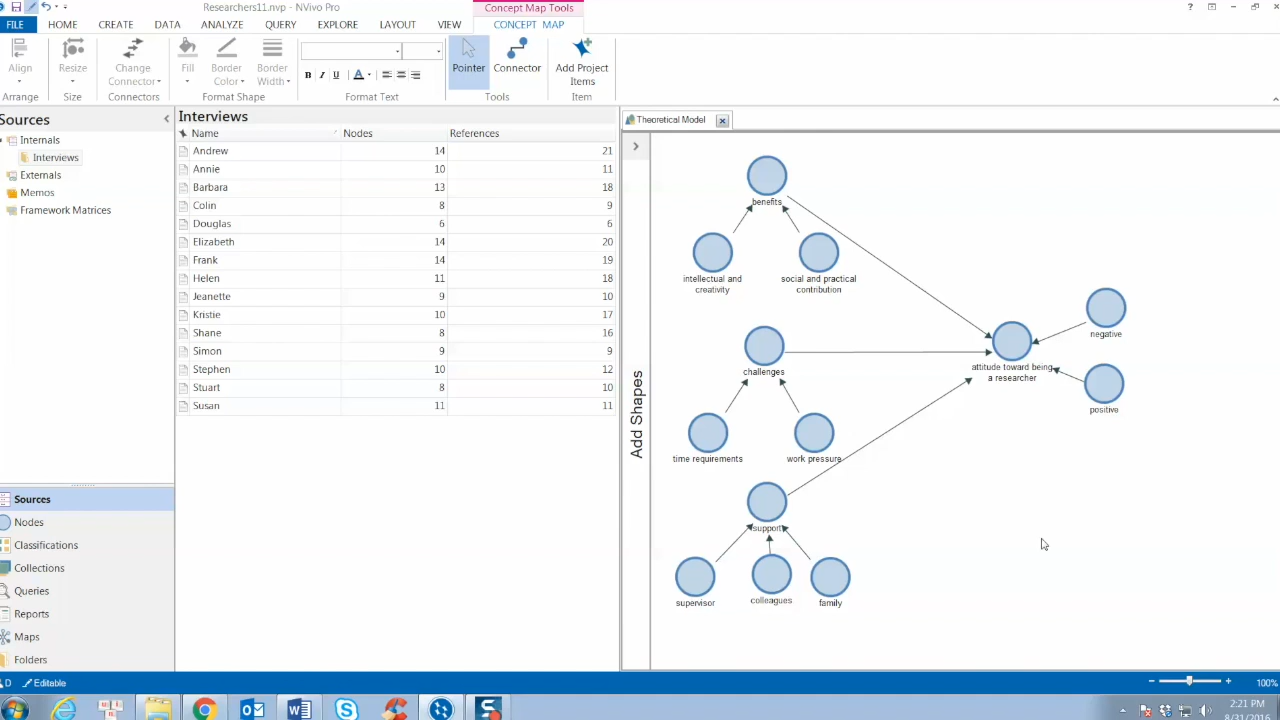 Researchers11.nvp - NVivo Pro
Concept Map Tools
FILE HOME CREATE DATA ANALYZE QUERY EXPLORE LAYOUT VIEW CONCEPT MAP
Align
Resize
Change
Connector
Fill
Border
Color
Border
Width
B I U A
Pointer
Connector
Add Project
Items
Arrange Size Connectors Format Shape Format Text Tools Item
Sources
Internals
Interviews
Externals
Memos
Framework Matrices
Sources
Nodes
Classifications
Collections
Queries
Reports
Maps
Folders
Interviews
Name Nodes References
Andrew 14 21
Annie 10 11
Barbara 13 18
Colin 8 9
Douglas 6 6
Elizabeth 14 20
Frank 14 19
Helen 11 18
Jeanette 9 10
Kristie 10 17
Shane 8 16
Simon 9 9
Stephen 10 12
Stuart 8 10
Susan 11 11
Theoretical Model
Add Shapes
benefits
intellectual and
creativity
social and practical
contribution
challenges
time requirements
work pressure
support
supervisor
colleagues
family
attitude toward being
a researcher
negative
positive
D Editable
100%
2:21 PM
8/31/2016